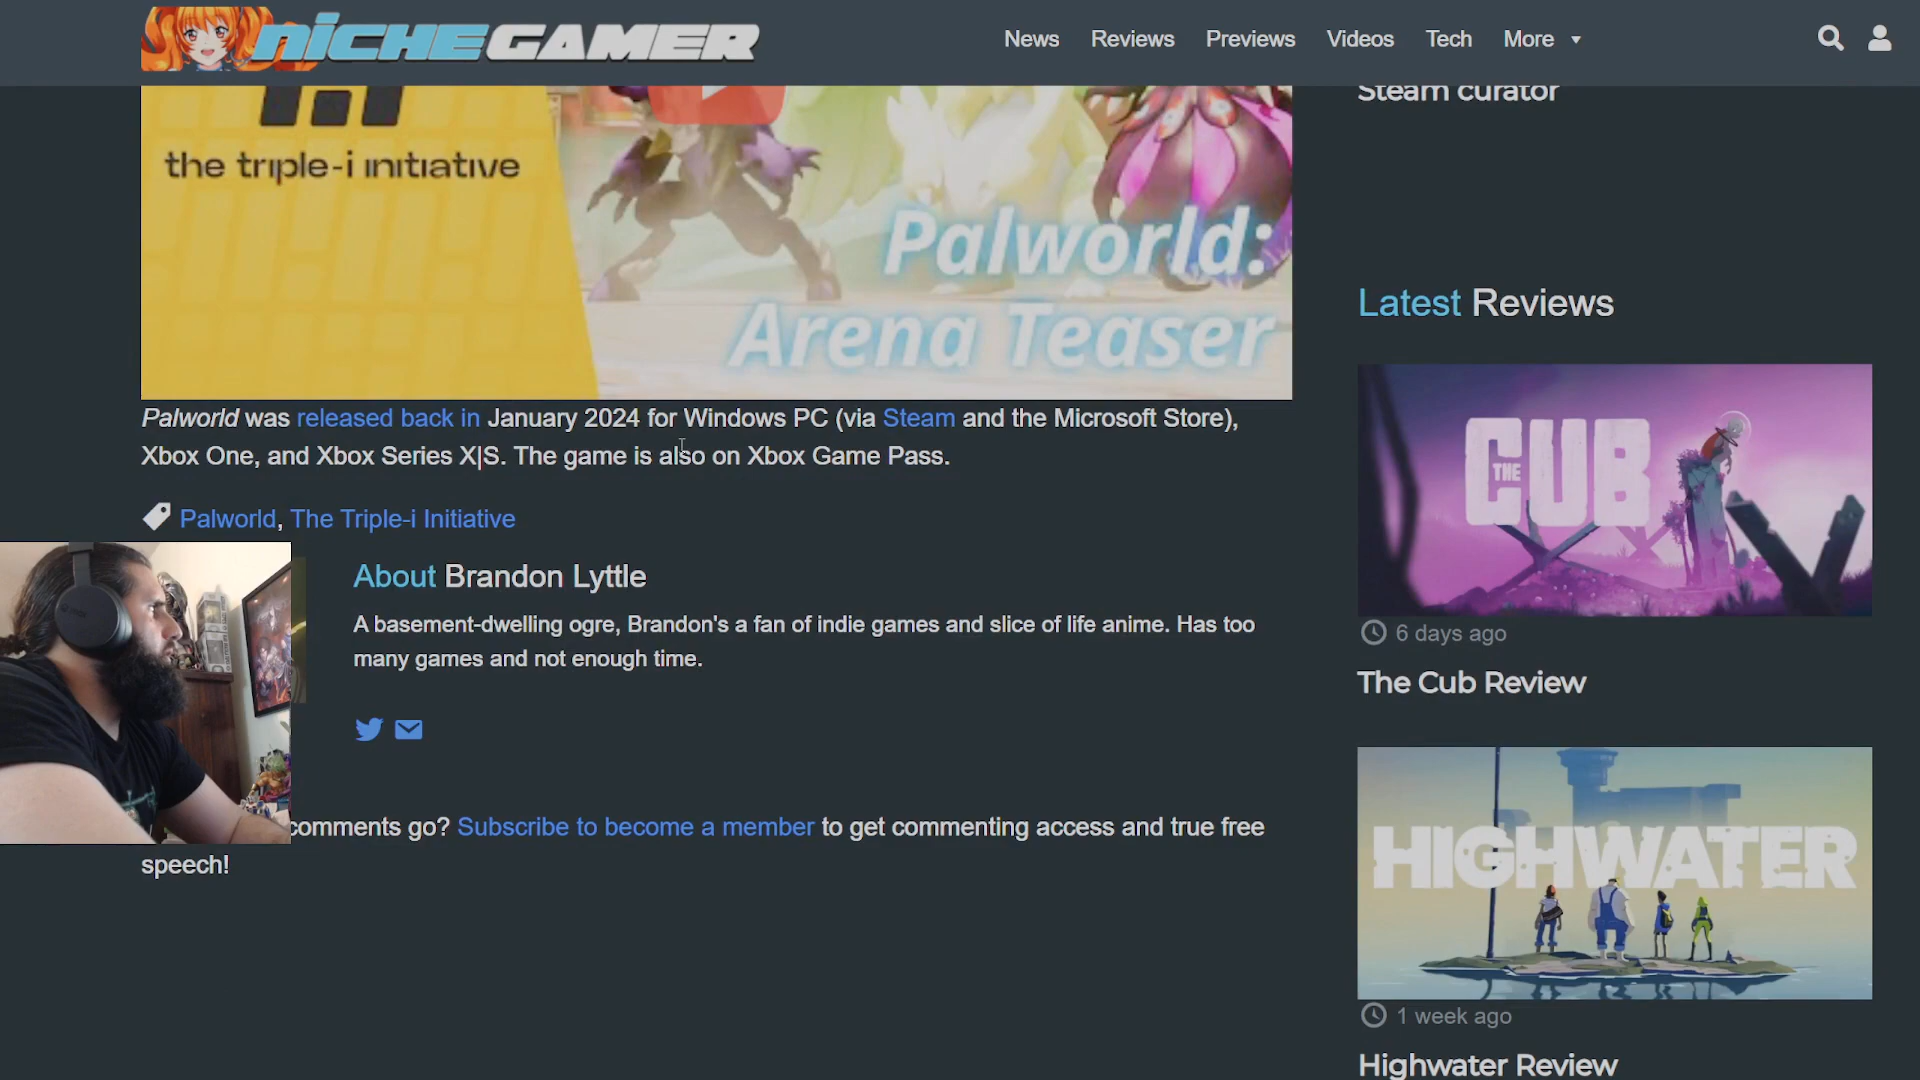 NICHEGAMER
News Reviews Previews Videos Tech More
Steam curator
the triple-i initiative
Palworld:
Arena Teaser
Palworld was released back in January 2024 for Windows PC (via Steam and the Microsoft Store),
Xbox One, and Xbox Series X|S. The game is also on Xbox Game Pass.
Palworld, The Triple-i Initiative
About Brandon Lyttle
A basement-dwelling ogre, Brandon's a fan of indie games and slice of life anime. Has too
many games and not enough time.
comments go? Subscribe to become a member to get commenting access and true free
speech!
Latest Reviews
THE CUB
6 days ago
The Cub Review
HIGHWATER
1 week ago
Highwater Review